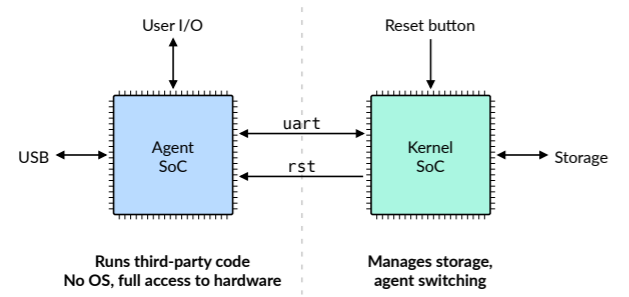 User I/O
Reset button
USB
Agent
SoC
uart
rst
Kernel
SoC
Storage
Runs third-party code
No OS, full access to hardware
Manages storage,
agent switching